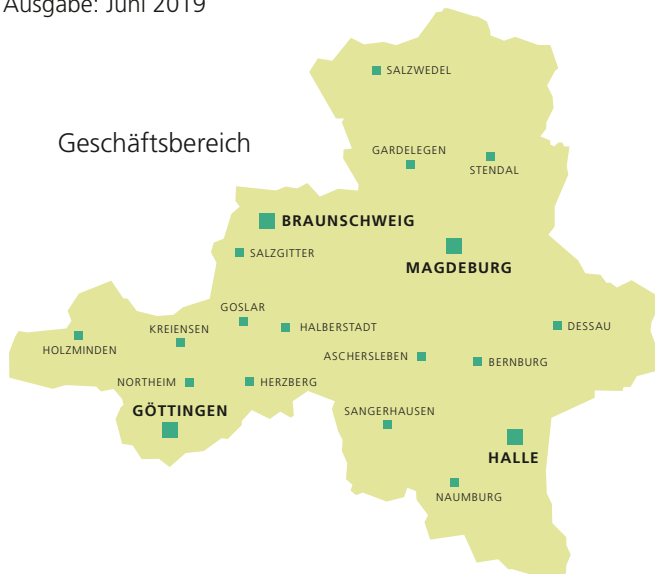 Ausgabe: Juni 2019
SALZWEDEL
Geschäftsbereich
GARDELEGEN
STENDAL
BRAUNSCHWEIG
SALZGITTER
MAGDEBURG
GOSLAR
KREIENSEN
HALBERSTADT
DESSAU
HOLZMINDEN
ASCHERSLEBEN
BERNBURG
NORTHEIM
HERZBERG
GÖTTINGEN
SANGERHAUSEN
HALLE
NAUMBURG